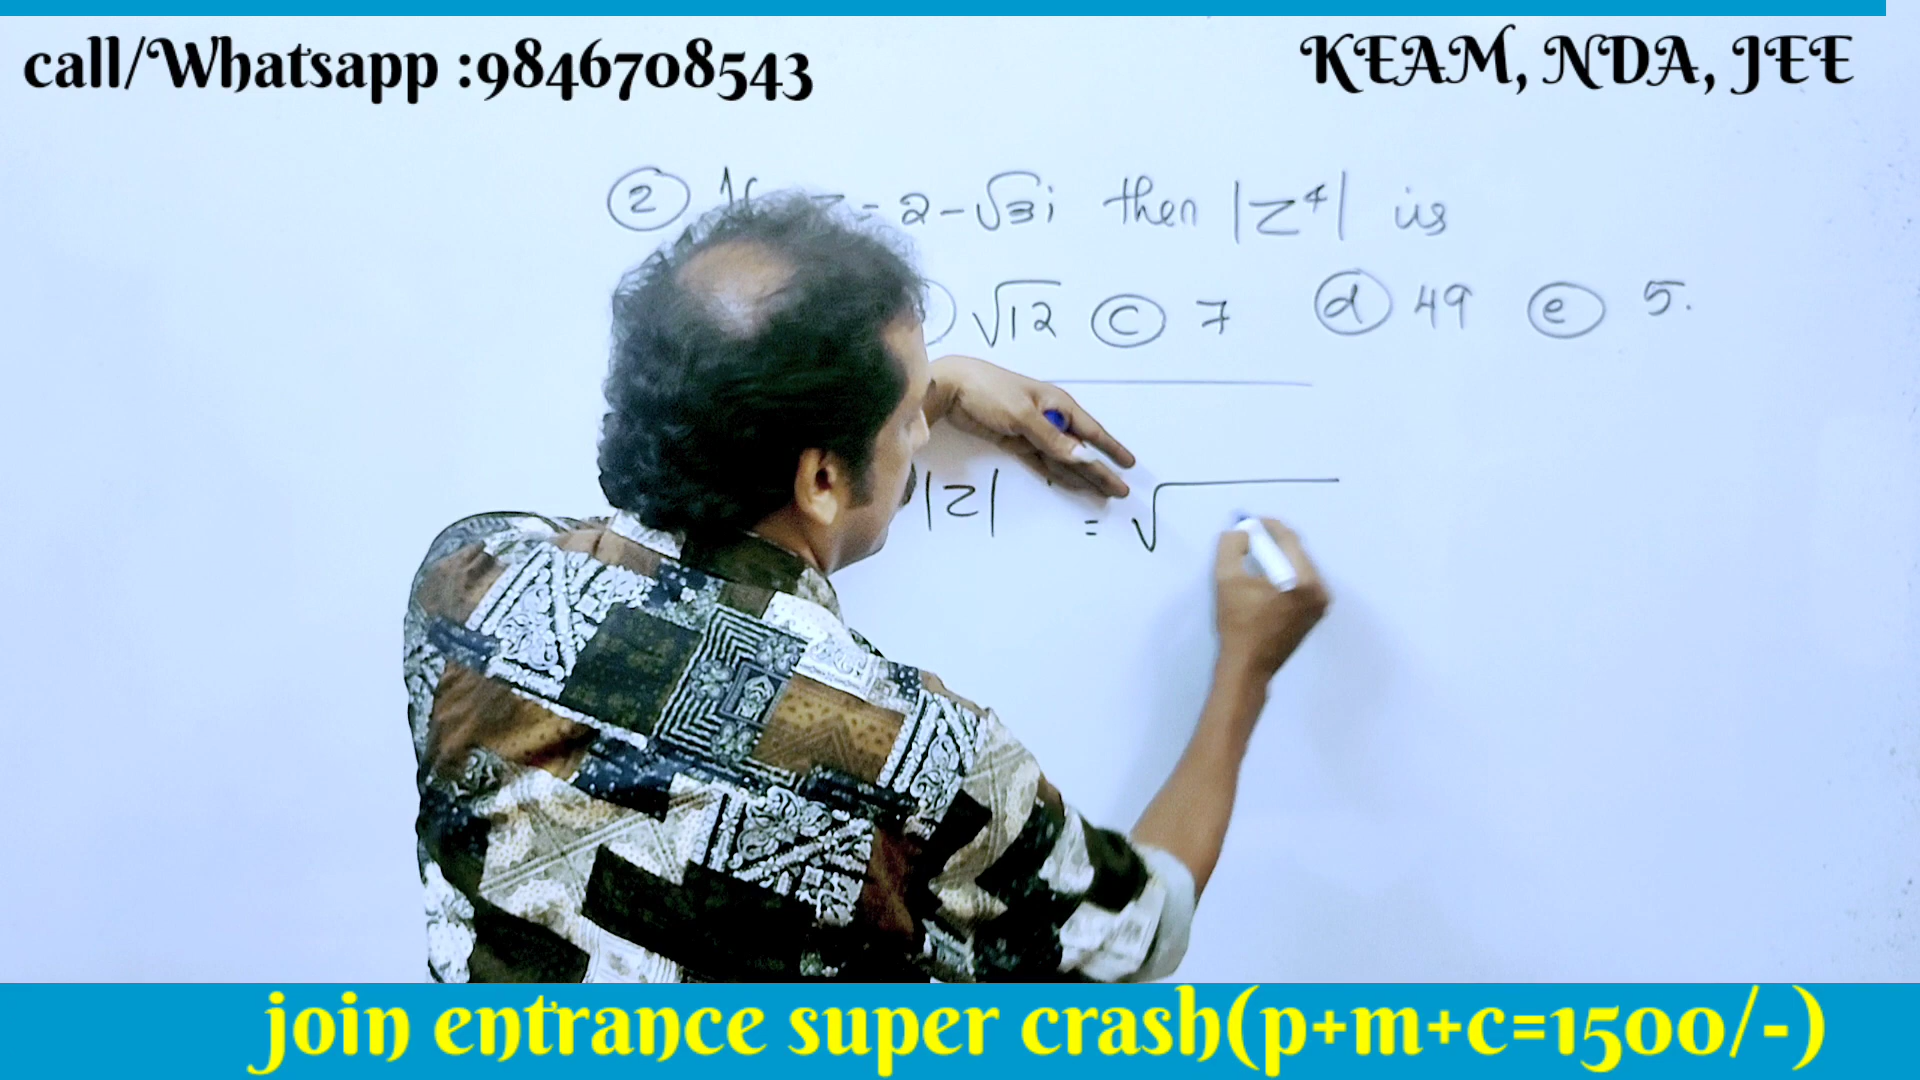 call/Whatsapp :9846708543
KEAM, NDA, JEE
② = 2 - √3i then |Z⁴| is
√12 ⓒ 7 ⓓ 49 ⓔ 5.
|Z| = √
join entrance super crash(p+m+c=1500/-)